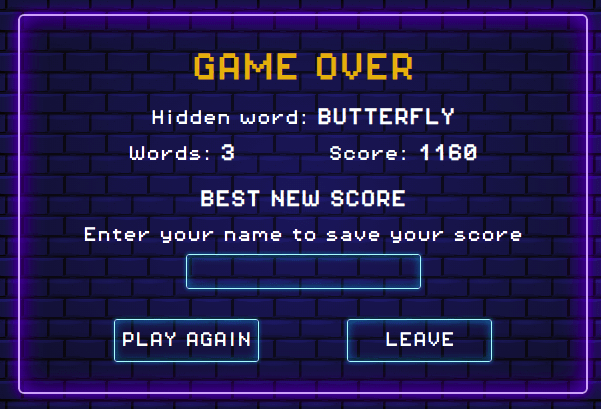 GAME OVER
Hidden word: BUTTERFLY
Words: 3 Score: 1160
BEST NEW SCORE
Enter your name to save your score
PLAY AGAIN LEAVE